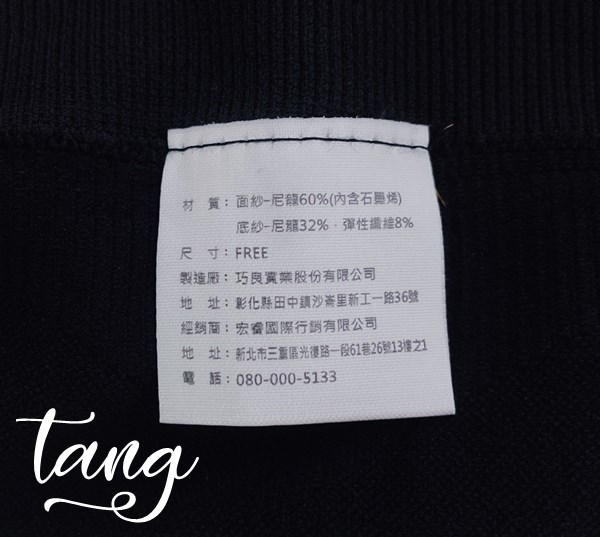 材　質：面紗-尼龍60%(內含石墨烯)
底紗-尼龍32%．彈性纖維8%
尺　寸：FREE
製造廠：巧良實業股份有限公司
地　址：彰化縣田中鎮沙崙里新工一路36號
經銷商：宏睿國際行銷有限公司
地　址：新北市三重區光復路一段61巷26號13樓之1
電　話：080-000-5133
tang